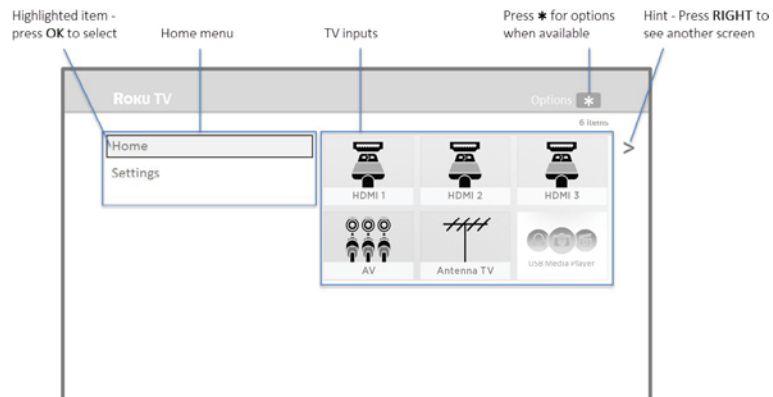 Highlighted item -
press OK to select
Home menu
TV inputs
Press ✱ for options
when available
Hint - Press RIGHT to
see another screen
ROKU TV
Options ✱
6 items
Home
Settings
>
HDMI 1
HDMI 2
HDMI 3
AV
Antenna TV
USB Media Player